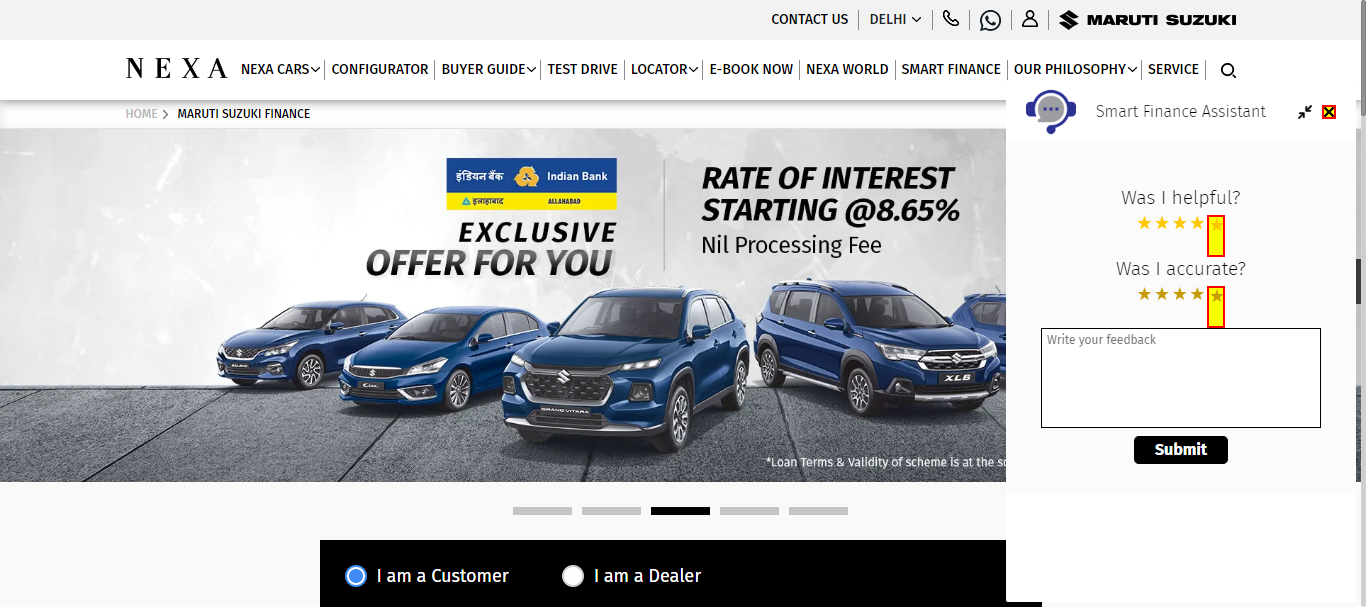 CONTACT US DELHI MARUTI SUZUKI
NEXA NEXA CARS CONFIGURATOR BUYER GUIDE TEST DRIVE LOCATOR E-BOOK NOW NEXA WORLD SMART FINANCE OUR PHILOSOPHY SERVICE
HOME MARUTI SUZUKI FINANCE
इंडियन बैंक Indian Bank
इलाहाबाद ALLAHABAD
EXCLUSIVE
OFFER FOR YOU
RATE OF INTEREST
STARTING @8.65%
Nil Processing Fee
GRAND VITARA
XL6
*Loan Terms & Validity of scheme is at the so
I am a Customer I am a Dealer
Smart Finance Assistant
Was I helpful?
Was I accurate?
Write your feedback
Submit